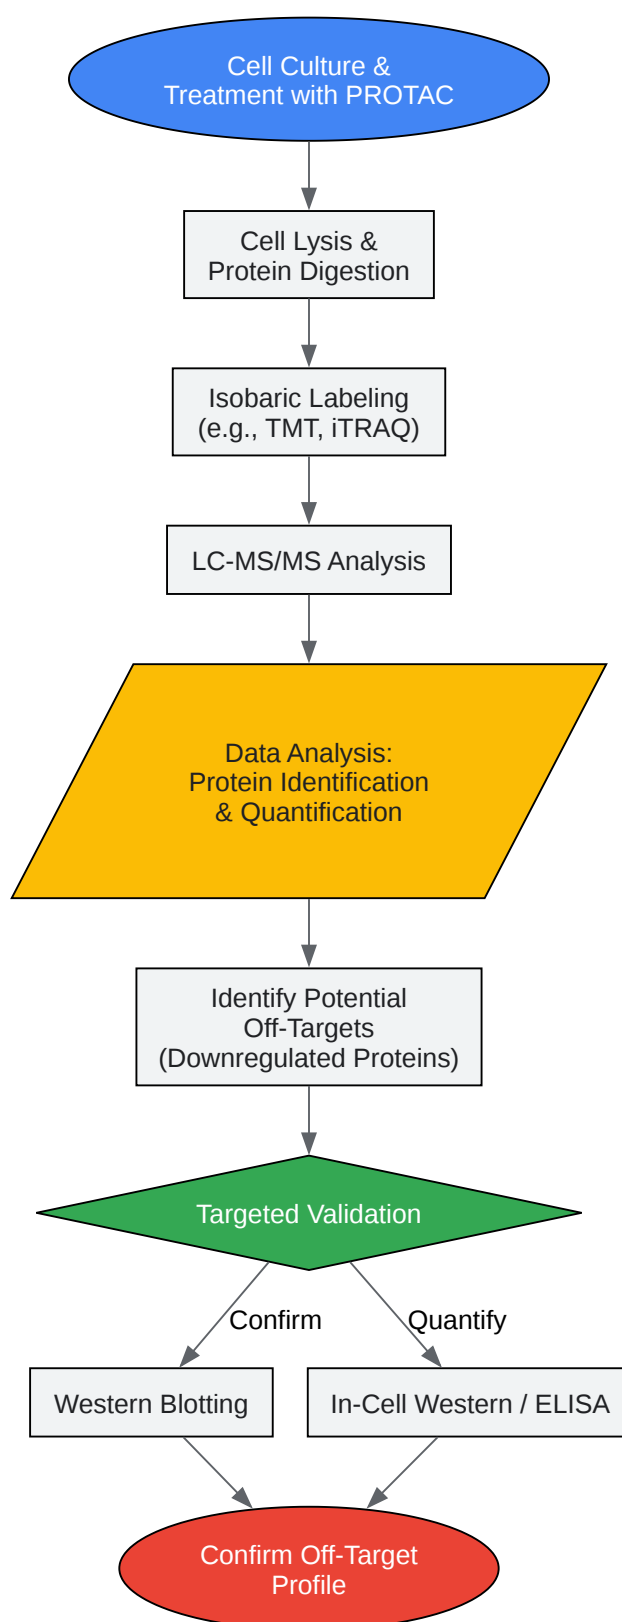 Cell Culture &
Treatment with PROTAC
Cell Lysis &
Protein Digestion
Isobaric Labeling
(e.g., TMT, iTRAQ)
LC-MS/MS Analysis
Data Analysis:
Protein Identification
& Quantification
Identify Potential
Off-Targets
(Downregulated Proteins)
Targeted Validation
Confirm
Quantify
Western Blotting
In-Cell Western / ELISA
Confirm Off-Target
Profile